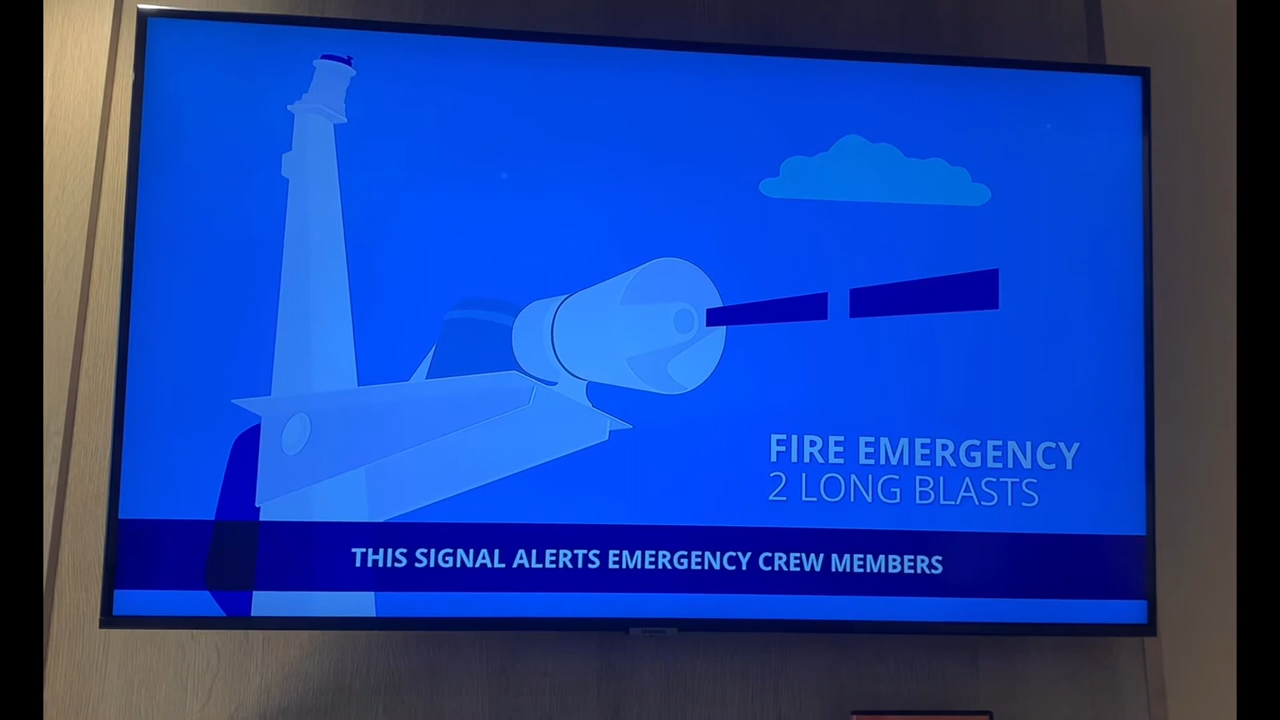 FIRE EMERGENCY
2 LONG BLASTS
THIS SIGNAL ALERTS EMERGENCY CREW MEMBERS